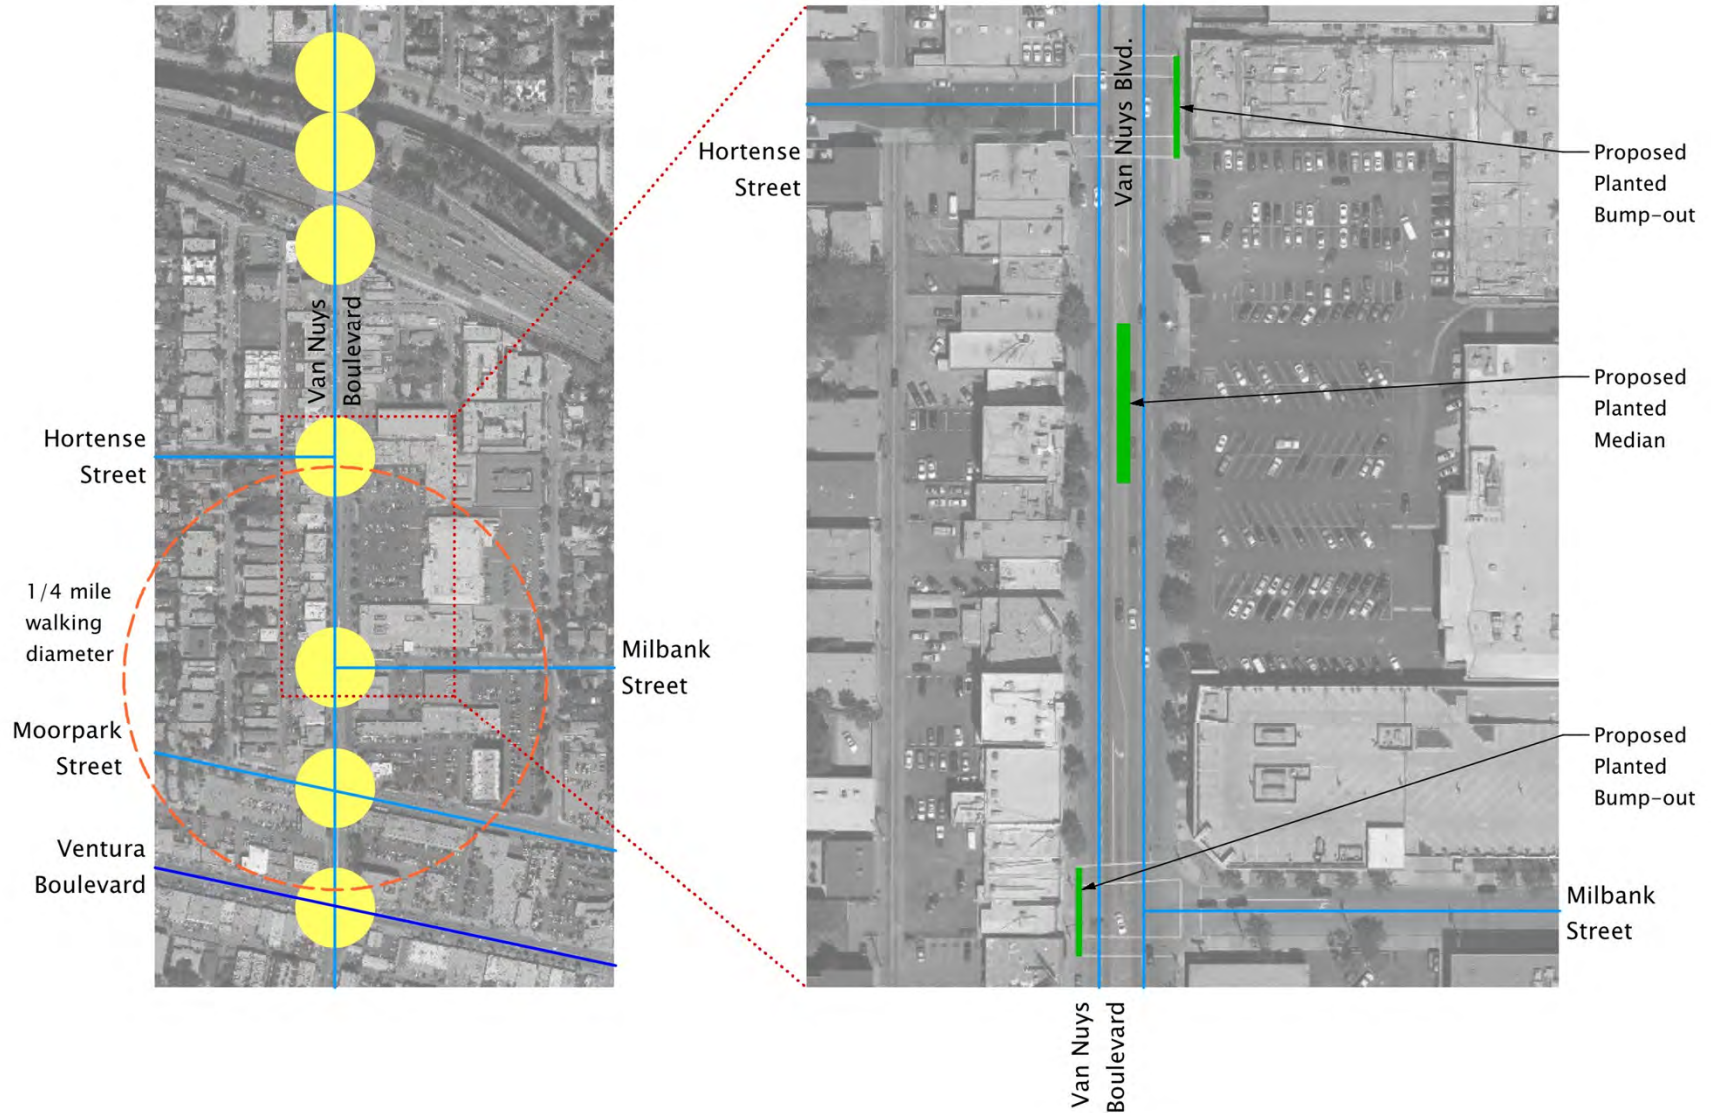 Van Nuys
Boulevard
Hortense
Street
1/4 mile
walking
diameter
Milbank
Street
Moorpark
Street
Ventura
Boulevard
Van Nuys Blvd.
Hortense
Street
Proposed
Planted
Bump-out
Proposed
Planted
Median
Proposed
Planted
Bump-out
Milbank
Street
Van Nuys
Boulevard